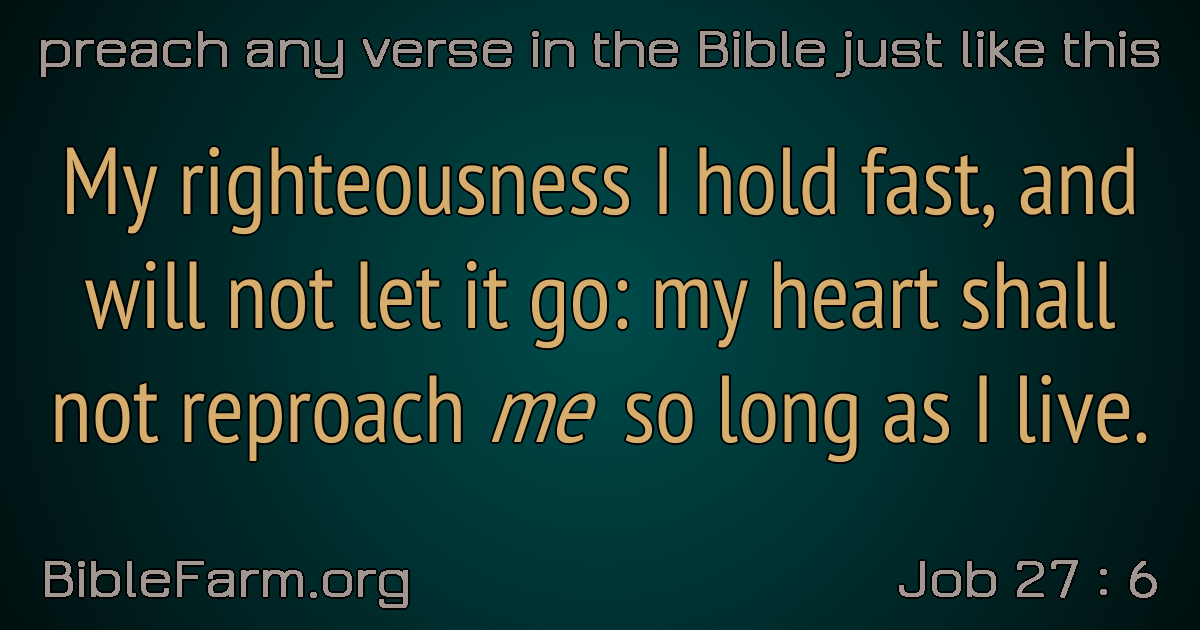 preach any verse in the Bible just like this
My righteousness I hold fast, and
will not let it go: my heart shall
not reproach me so long as I live.
BibleFarm.org
Job 27 : 6